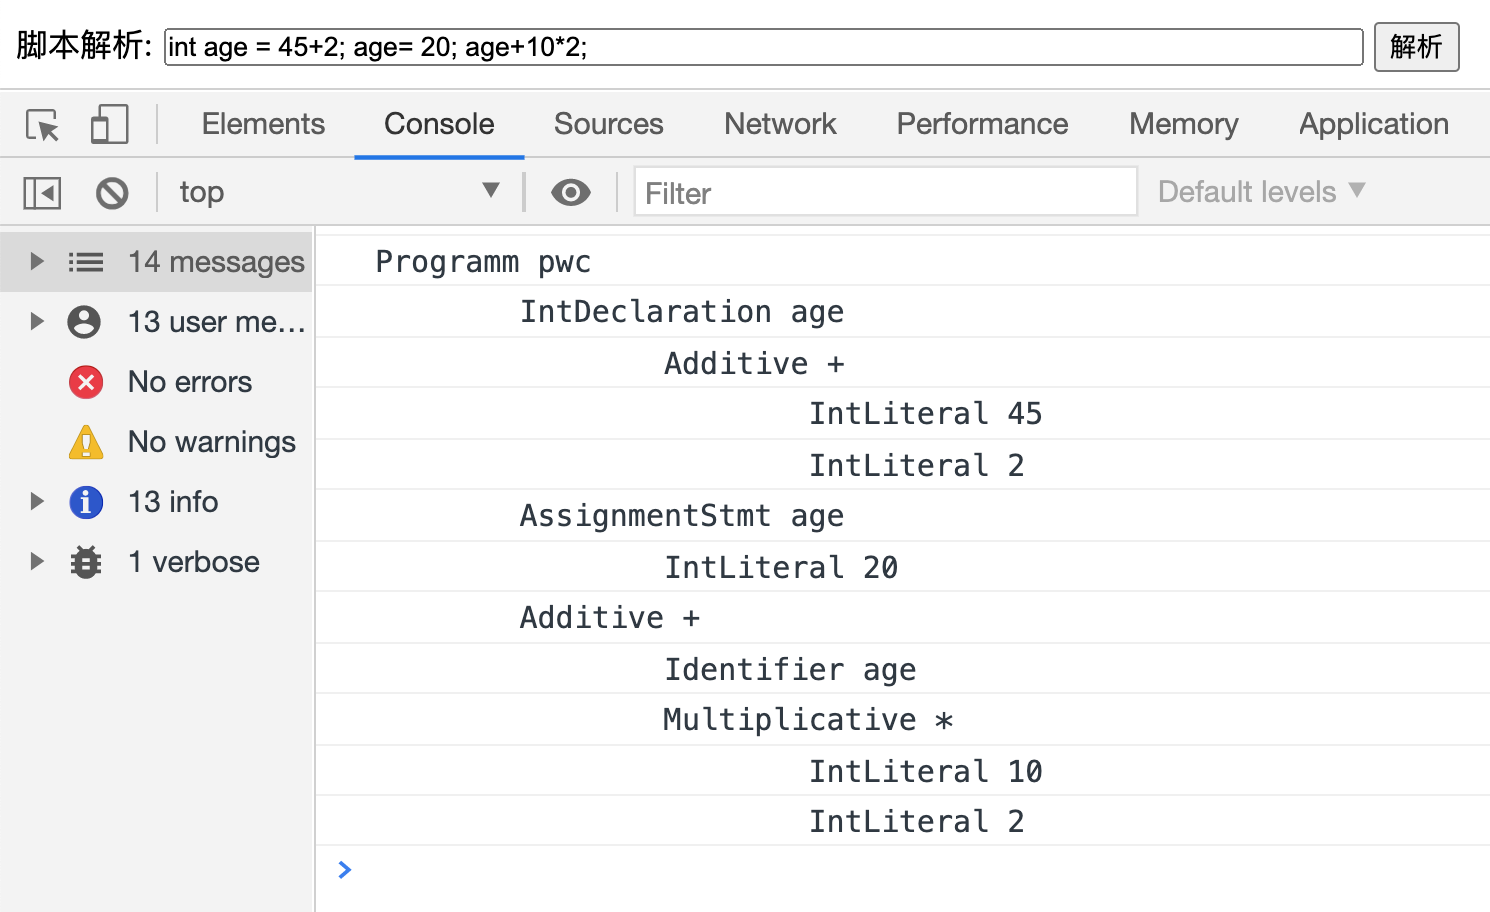 脚本解析: int age = 45+2; age= 20; age+10*2; 解析
Elements Console Sources Network Performance Memory Application
top Filter Default levels
14 messages
13 user me...
No errors
No warnings
13 info
1 verbose
Programm pwc
IntDeclaration age
Additive +
IntLiteral 45
IntLiteral 2
AssignmentStmt age
IntLiteral 20
Additive +
Identifier age
Multiplicative *
IntLiteral 10
IntLiteral 2